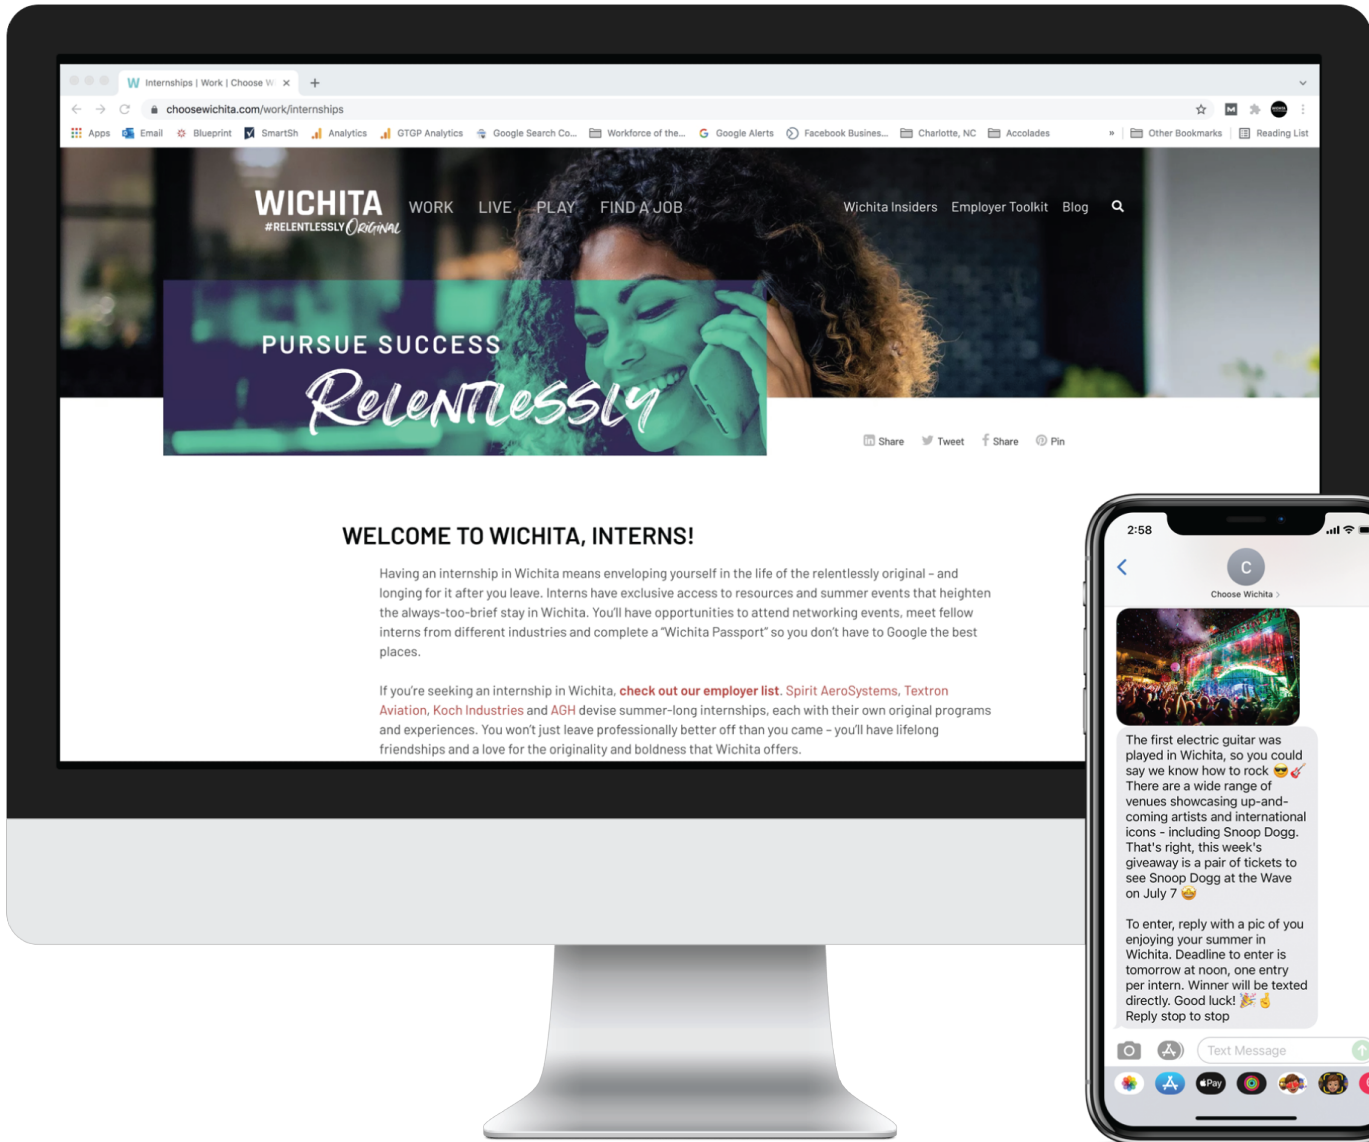 Internships | Work | Choose Wi
choosewichita.com/work/internships
Apps Email Blueprint SmartSh Analytics GTGP Analytics Google Search Co... Workforce of the... Google Alerts Facebook Busines... Charlotte, NC Accolades » Other Bookmarks Reading List
WICHITA WORK LIVE PLAY FIND A JOB Wichita Insiders Employer Toolkit Blog
#RELENTLESSLY Original
PURSUE SUCCESS
RELENTLESSLY
Share Tweet Share Pin
WELCOME TO WICHITA, INTERNS!
Having an internship in Wichita means enveloping yourself in the life of the relentlessly original – and
longing for it after you leave. Interns have exclusive access to resources and summer events that heighten
the always-too-brief stay in Wichita. You'll have opportunities to attend networking events, meet fellow
interns from different industries and complete a "Wichita Passport" so you don't have to Google the best
places.
If you're seeking an internship in Wichita, check out our employer list. Spirit AeroSystems, Textron
Aviation, Koch Industries and AGH devise summer-long internships, each with their own original programs
and experiences. You won't just leave professionally better off than you came – you'll have lifelong
friendships and a love for the originality and boldness that Wichita offers.
2:58
C
Choose Wichita >
The first electric guitar was
played in Wichita, so you could
say we know how to rock 😎🎸
There are a wide range of
venues showcasing up-and-
coming artists and international
icons - including Snoop Dogg.
That's right, this week's
giveaway is a pair of tickets to
see Snoop Dogg at the Wave
on July 7 🤩
To enter, reply with a pic of you
enjoying your summer in
Wichita. Deadline to enter is
tomorrow at noon, one entry
per intern. Winner will be texted
directly. Good luck! 🎉🤞
Reply stop to stop
Text Message
Pay